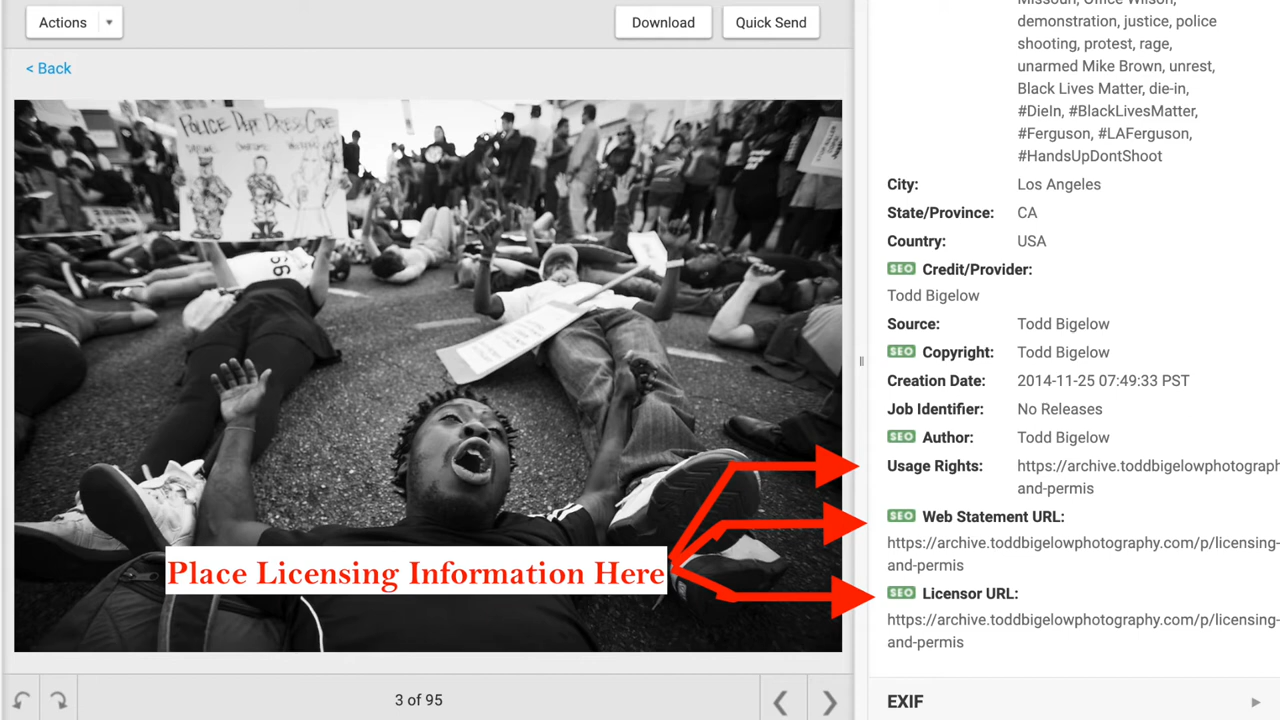 Actions
Download
Quick Send
< Back
POLICE DEPT DRESS CODE
Place Licensing Information Here
3 of 95
Missouri, Office Wilson,
demonstration, justice, police
shooting, protest, rage,
unarmed Mike Brown, unrest,
Black Lives Matter, die-in,
#DieIn, #BlackLivesMatter,
#Ferguson, #LAFerguson,
#HandsUpDontShoot
City: Los Angeles
State/Province: CA
Country: USA
SEO Credit/Provider:
Todd Bigelow
Source: Todd Bigelow
SEO Copyright: Todd Bigelow
Creation Date: 2014-11-25 07:49:33 PST
Job Identifier: No Releases
SEO Author: Todd Bigelow
Usage Rights: https://archive.toddbigelowphotograph
and-permis
SEO Web Statement URL:
https://archive.toddbigelowphotography.com/p/licensing-
and-permis
SEO Licensor URL:
https://archive.toddbigelowphotography.com/p/licensing-
and-permis
EXIF